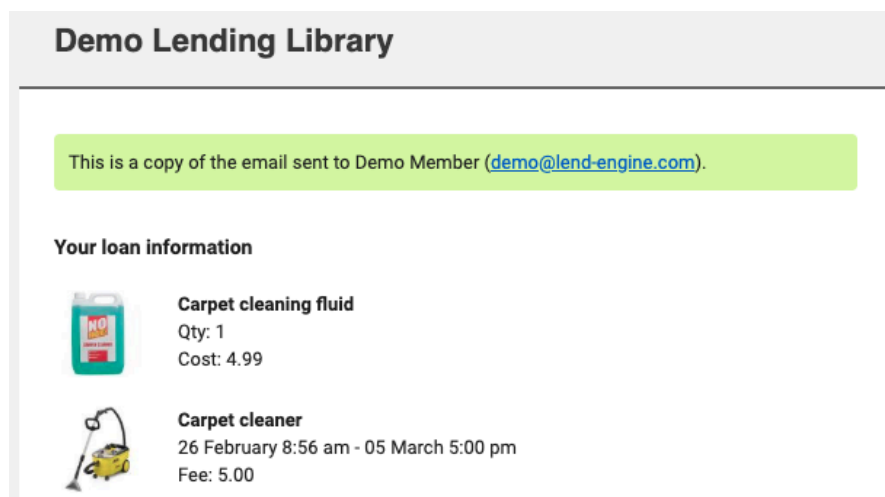 Demo Lending Library
This is a copy of the email sent to Demo Member (demo@lend-engine.com).
Your loan information
NO
Carpet cleaning fluid
Qty: 1
Cost: 4.99
Carpet cleaner
26 February 8:56 am - 05 March 5:00 pm
Fee: 5.00